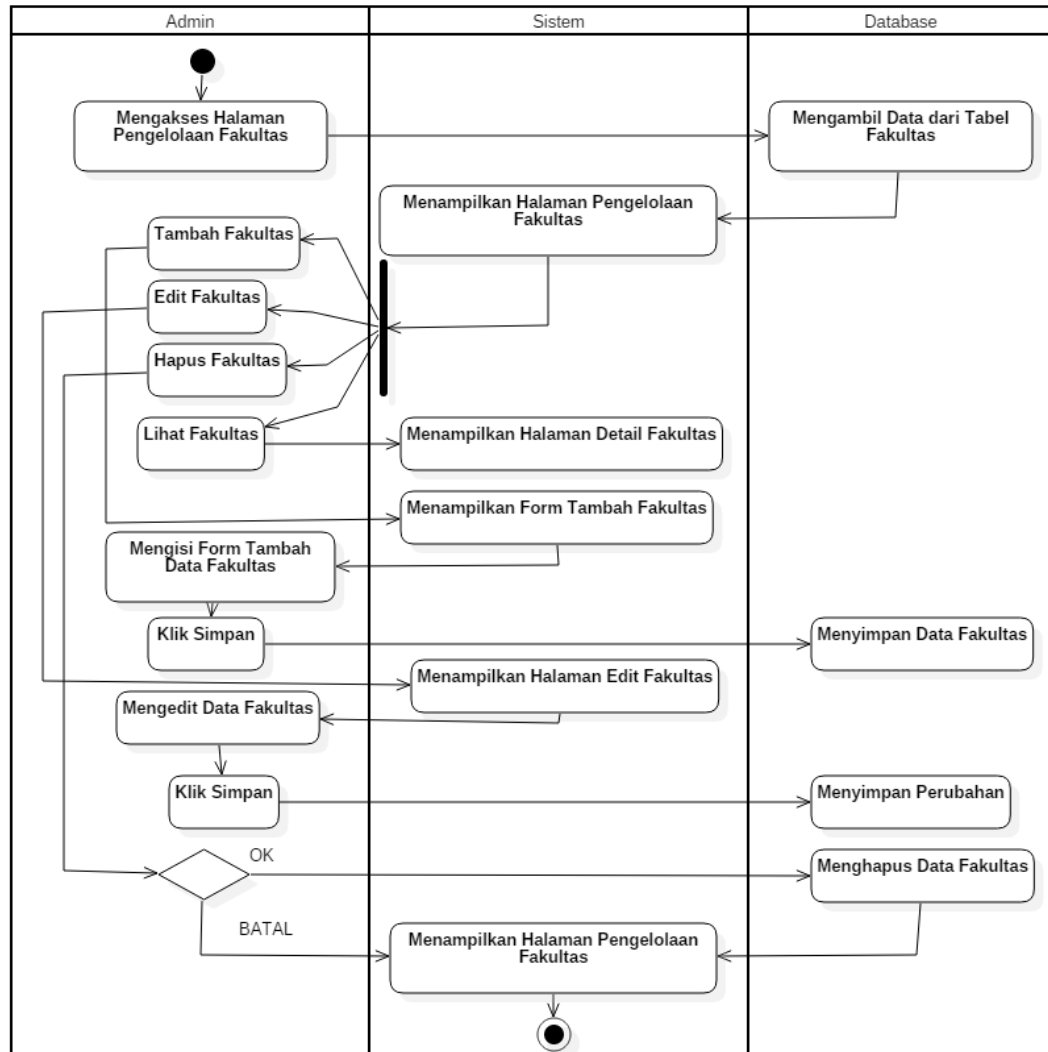 Admin
Sistem
Database
Mengakses Halaman
Pengelolaan Fakultas
Mengambil Data dari Tabel
Fakultas
Menampilkan Halaman Pengelolaan
Fakultas
Tambah Fakultas
Edit Fakultas
Hapus Fakultas
Lihat Fakultas
Menampilkan Halaman Detail Fakultas
Menampilkan Form Tambah Fakultas
Mengisi Form Tambah
Data Fakultas
Klik Simpan
Menyimpan Data Fakultas
Menampilkan Halaman Edit Fakultas
Mengedit Data Fakultas
Klik Simpan
Menyimpan Perubahan
OK
Menghapus Data Fakultas
BATAL
Menampilkan Halaman Pengelolaan
Fakultas